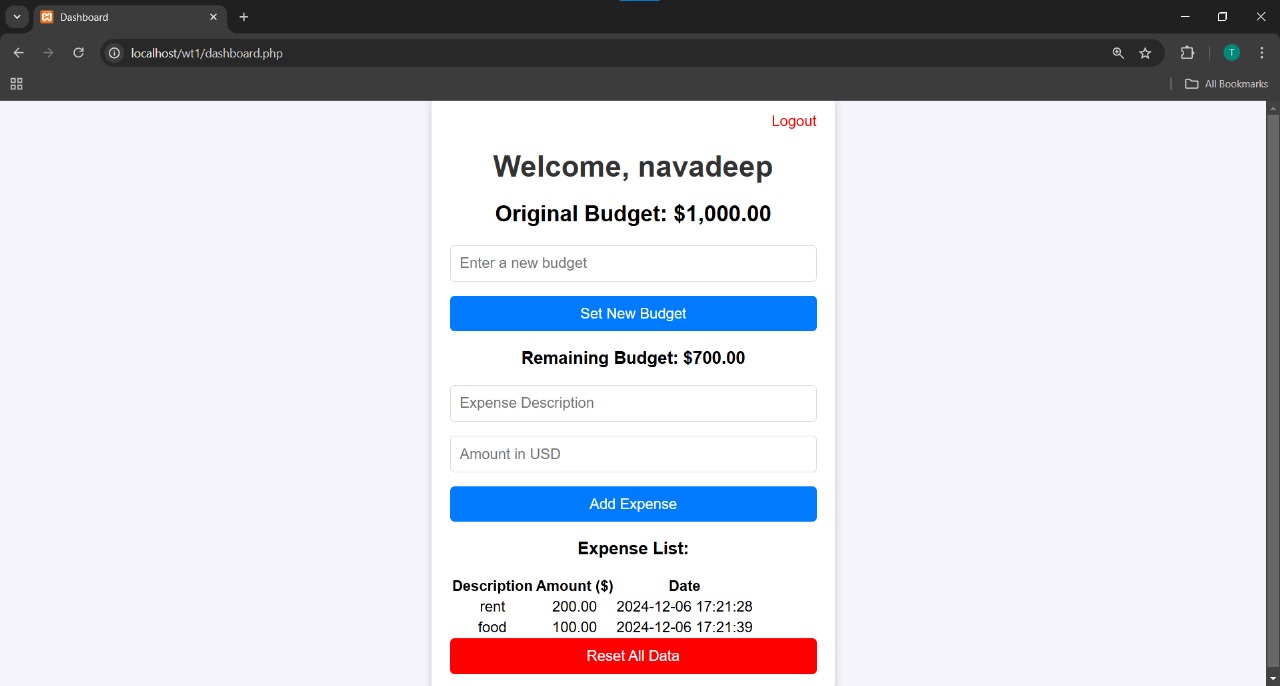 Dashboard
localhost/wt1/dashboard.php
T
All Bookmarks
Logout
Welcome, navadeep
Original Budget: $1,000.00
Enter a new budget
Set New Budget
Remaining Budget: $700.00
Expense Description
Amount in USD
Add Expense
Expense List:
Description Amount ($) Date
rent 200.00 2024-12-06 17:21:28
food 100.00 2024-12-06 17:21:39
Reset All Data